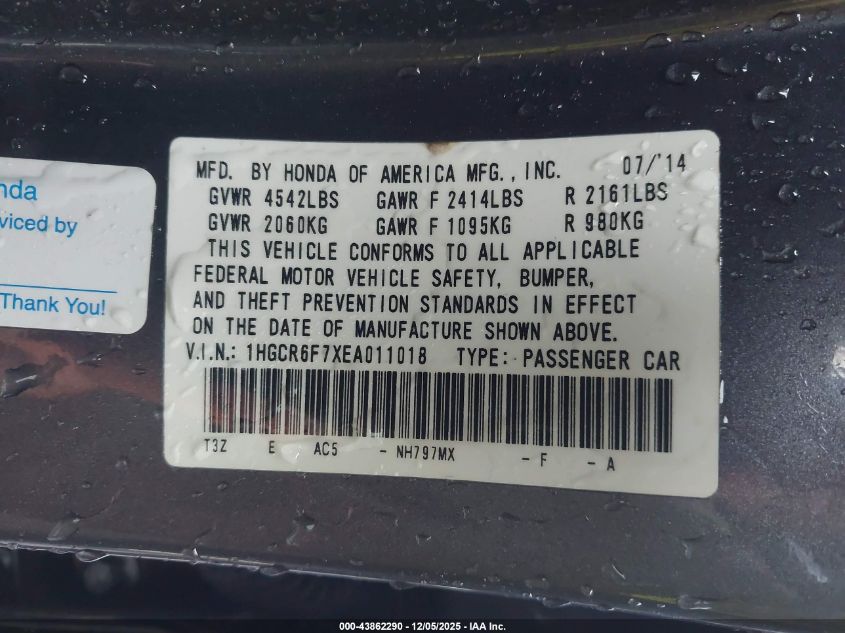 MFD. BY HONDA OF AMERICA MFG., INC. 07/'14
GVWR 4542LBS GAWR F 2414LBS R 2161LBS
GVWR 2060KG GAWR F 1095KG R 980KG
THIS VEHICLE CONFORMS TO ALL APPLICABLE
FEDERAL MOTOR VEHICLE SAFETY, BUMPER,
AND THEFT PREVENTION STANDARDS IN EFFECT
ON THE DATE OF MANUFACTURE SHOWN ABOVE.
V.I.N.: 1HGCR6F7XEA011018 TYPE: PASSENGER CAR
T3Z E AC5 - NH797MX - F - A
nda
viced by
Thank You!
000-43862290 - 12/05/2025 - IAA Inc.